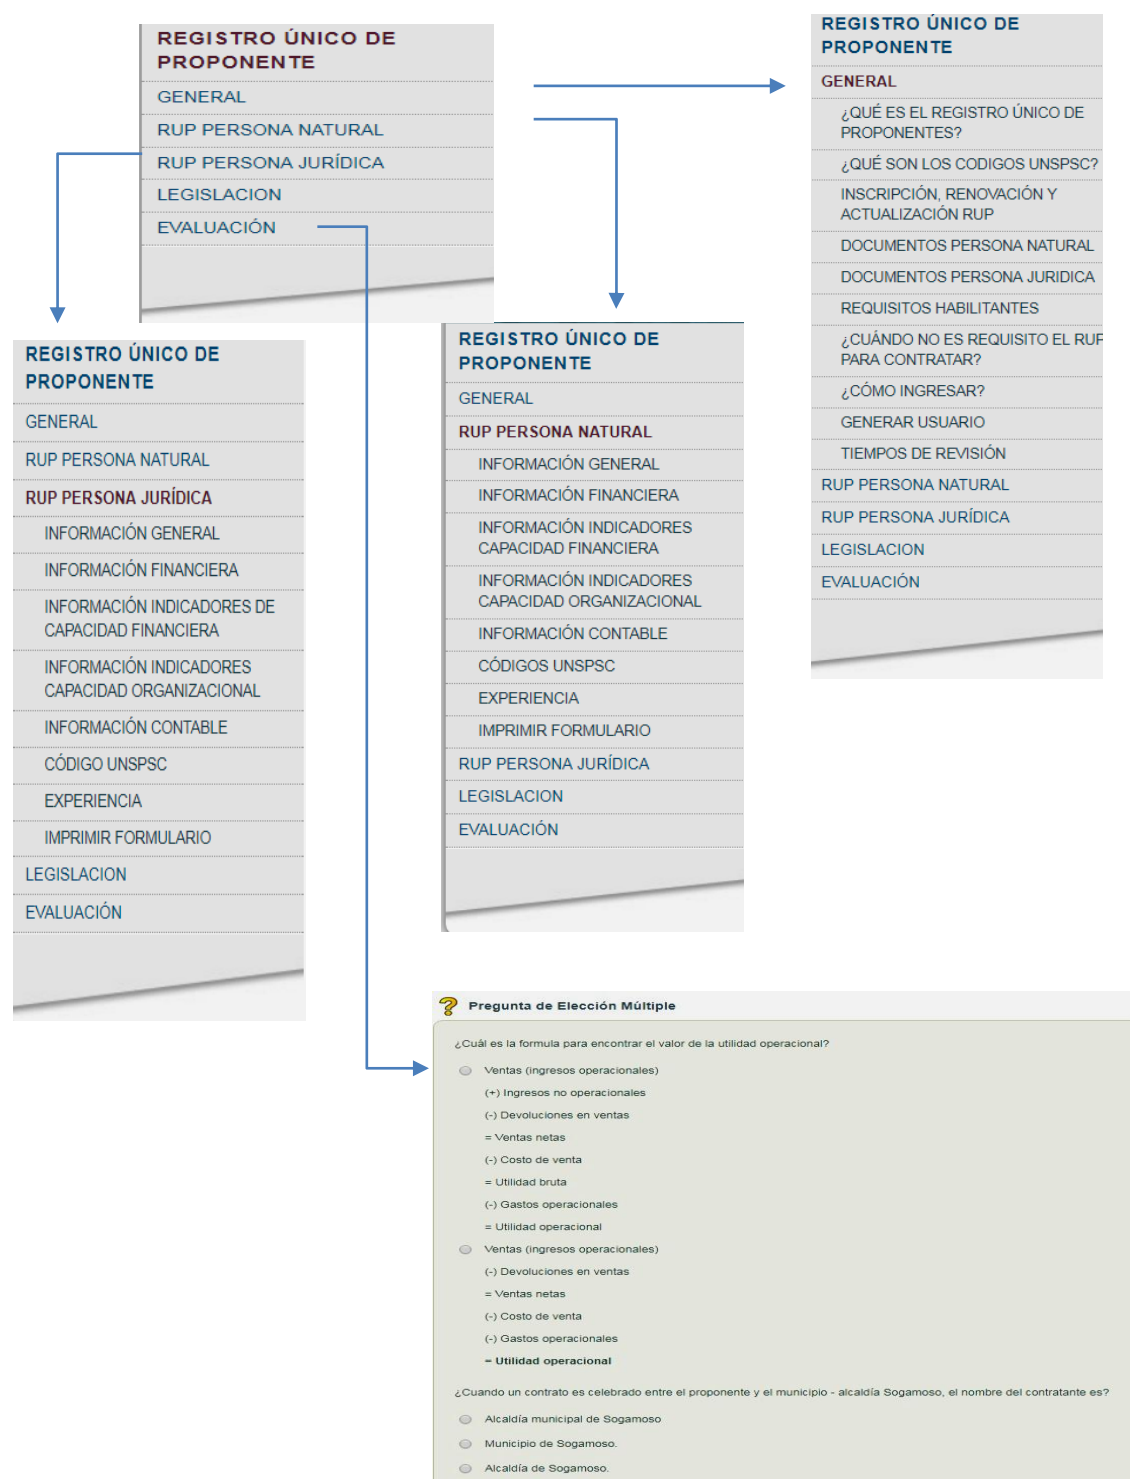 REGISTRO ÚNICO DE
PROPONENTE
GENERAL
RUP PERSONA NATURAL
RUP PERSONA JURÍDICA
LEGISLACION
EVALUACIÓN
REGISTRO ÚNICO DE
PROPONENTE
GENERAL
¿QUÉ ES EL REGISTRO ÚNICO DE
PROPONENTES?
¿QUÉ SON LOS CODIGOS UNSPSC?
INSCRIPCIÓN, RENOVACIÓN Y
ACTUALIZACIÓN RUP
DOCUMENTOS PERSONA NATURAL
DOCUMENTOS PERSONA JURIDICA
REQUISITOS HABILITANTES
¿CUÁNDO NO ES REQUISITO EL RUP
PARA CONTRATAR?
¿CÓMO INGRESAR?
GENERAR USUARIO
TIEMPOS DE REVISIÓN
RUP PERSONA NATURAL
RUP PERSONA JURÍDICA
LEGISLACION
EVALUACIÓN
REGISTRO ÚNICO DE
PROPONENTE
GENERAL
RUP PERSONA NATURAL
RUP PERSONA JURÍDICA
INFORMACIÓN GENERAL
INFORMACIÓN FINANCIERA
INFORMACIÓN INDICADORES DE
CAPACIDAD FINANCIERA
INFORMACIÓN INDICADORES
CAPACIDAD ORGANIZACIONAL
INFORMACIÓN CONTABLE
CÓDIGO UNSPSC
EXPERIENCIA
IMPRIMIR FORMULARIO
LEGISLACION
EVALUACIÓN
REGISTRO ÚNICO DE
PROPONENTE
GENERAL
RUP PERSONA NATURAL
INFORMACIÓN GENERAL
INFORMACIÓN FINANCIERA
INFORMACIÓN INDICADORES
CAPACIDAD FINANCIERA
INFORMACIÓN INDICADORES
CAPACIDAD ORGANIZACIONAL
INFORMACIÓN CONTABLE
CÓDIGOS UNSPSC
EXPERIENCIA
IMPRIMIR FORMULARIO
RUP PERSONA JURÍDICA
LEGISLACION
EVALUACIÓN
Pregunta de Elección Múltiple
¿Cuál es la formula para encontrar el valor de la utilidad operacional?
Ventas (ingresos operacionales)
(+) Ingresos no operacionales
(-) Devoluciones en ventas
= Ventas netas
(-) Costo de venta
= Utilidad bruta
(-) Gastos operacionales
= Utilidad operacional
Ventas (ingresos operacionales)
(-) Devoluciones en ventas
= Ventas netas
(-) Costo de venta
(-) Gastos operacionales
= Utilidad operacional
¿Cuando un contrato es celebrado entre el proponente y el municipio - alcaldía Sogamoso, el nombre del contratante es?
Alcaldía municipal de Sogamoso
Municipio de Sogamoso.
Alcaldía de Sogamoso.